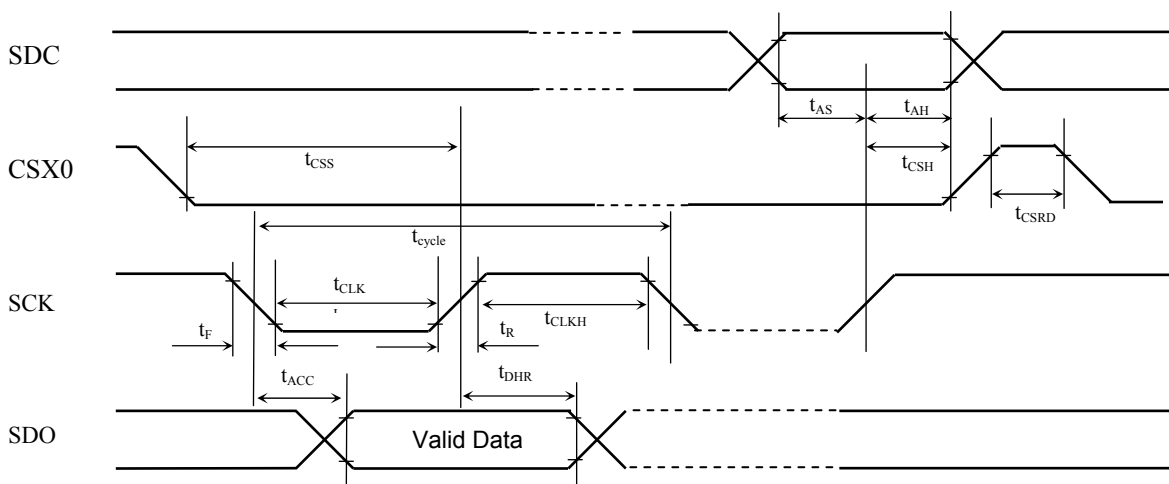 SDC
tAS
tAH
CSX0
tCSS
tCSH
tCSRD
tcycle
SCK
tCLK
tCLKH
tF
tR
tACC
tDHR
SDO
Valid Data